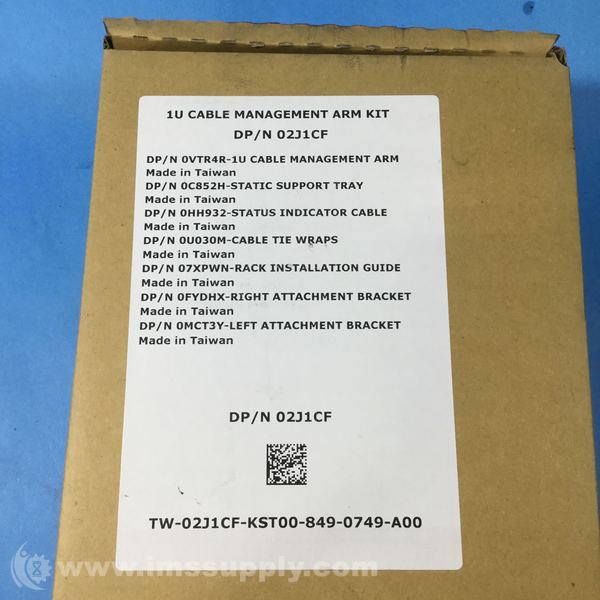 1U CABLE MANAGEMENT ARM KIT
DP/N 02J1CF
DP/N 0VTR4R-1U CABLE MANAGEMENT ARM
Made in Taiwan
DP/N 0C852H-STATIC SUPPORT TRAY
Made in Taiwan
DP/N 0HH932-STATUS INDICATOR CABLE
Made in Taiwan
DP/N 0U030M-CABLE TIE WRAPS
Made in Taiwan
DP/N 07XPWN-RACK INSTALLATION GUIDE
Made in Taiwan
DP/N 0FYDHX-RIGHT ATTACHMENT BRACKET
Made in Taiwan
DP/N 0MCT3Y-LEFT ATTACHMENT BRACKET
Made in Taiwan
DP/N 02J1CF
TW-02J1CF-KST00-849-0749-A00
www.imssupply.com